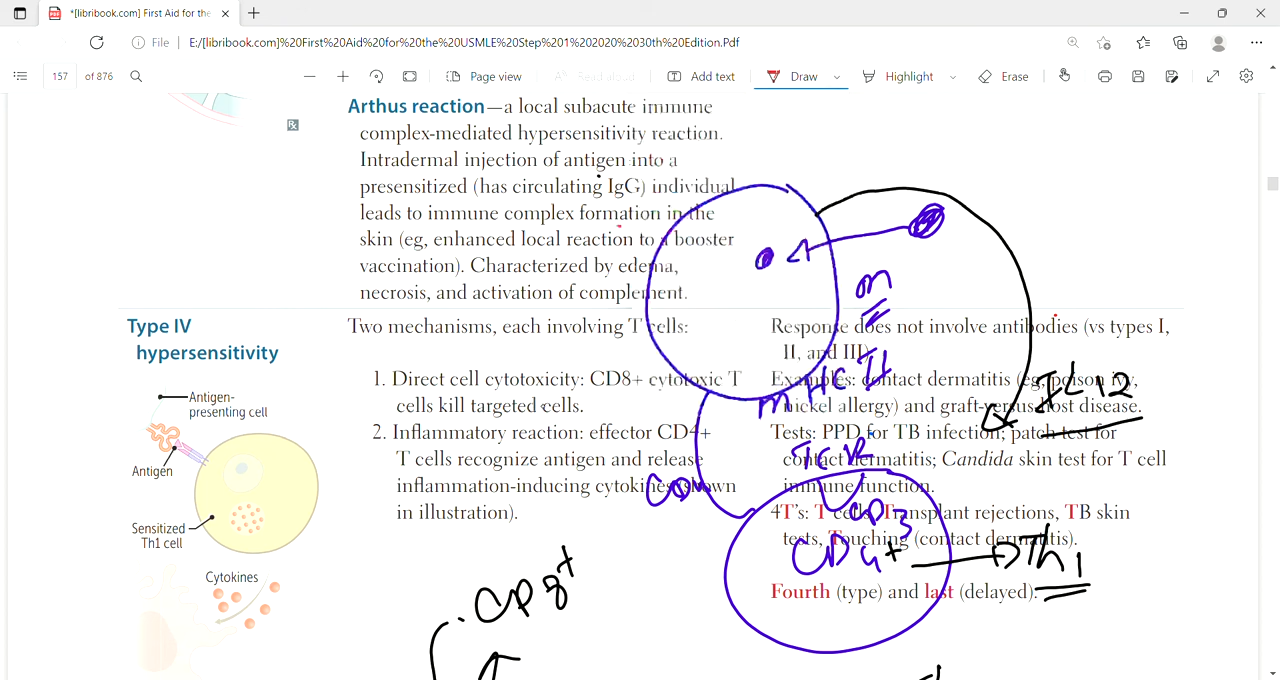 *[libribook.com] First Aid for the
File
E:/[libribook.com]%20First%20Aid%20for%20the%20USMLE%20Step%201%202020%2030th%20Edition.Pdf
157 of 876
Page view
Read aloud
Add text
Draw
Highlight
Erase
Arthus reaction—a local subacute immune
complex-mediated hypersensitivity reaction.
Intradermal injection of antigen into a
presensitized (has circulating IgG) individual
leads to immune complex formation in the
skin (eg, enhanced local reaction to a booster
vaccination). Characterized by edema,
necrosis, and activation of complement.
Type IV
hypersensitivity
Antigen-
presenting cell
Antigen
Sensitized
Th1 cell
Cytokines
Two mechanisms, each involving T cells:
1. Direct cell cytotoxicity: CD8+ cytotoxic T
cells kill targeted cells.
2. Inflammatory reaction: effector CD4+
T cells recognize antigen and release
inflammation-inducing cytokines (shown
in illustration).
Response does not involve antibodies (vs types I,
II, and III).
Examples: contact dermatitis (eg, poison ivy,
nickel allergy) and graft-versus-host disease.
Tests: PPD for TB infection; patch test for
contact dermatitis; Candida skin test for T cell
immune function.
4T's: T cells, Transplant rejections, TB skin
tests, Touching (contact dermatitis).
Fourth (type) and last (delayed).
m
MHC II
IL 12
TCR
CD3
CD4+
Th1
CD8+